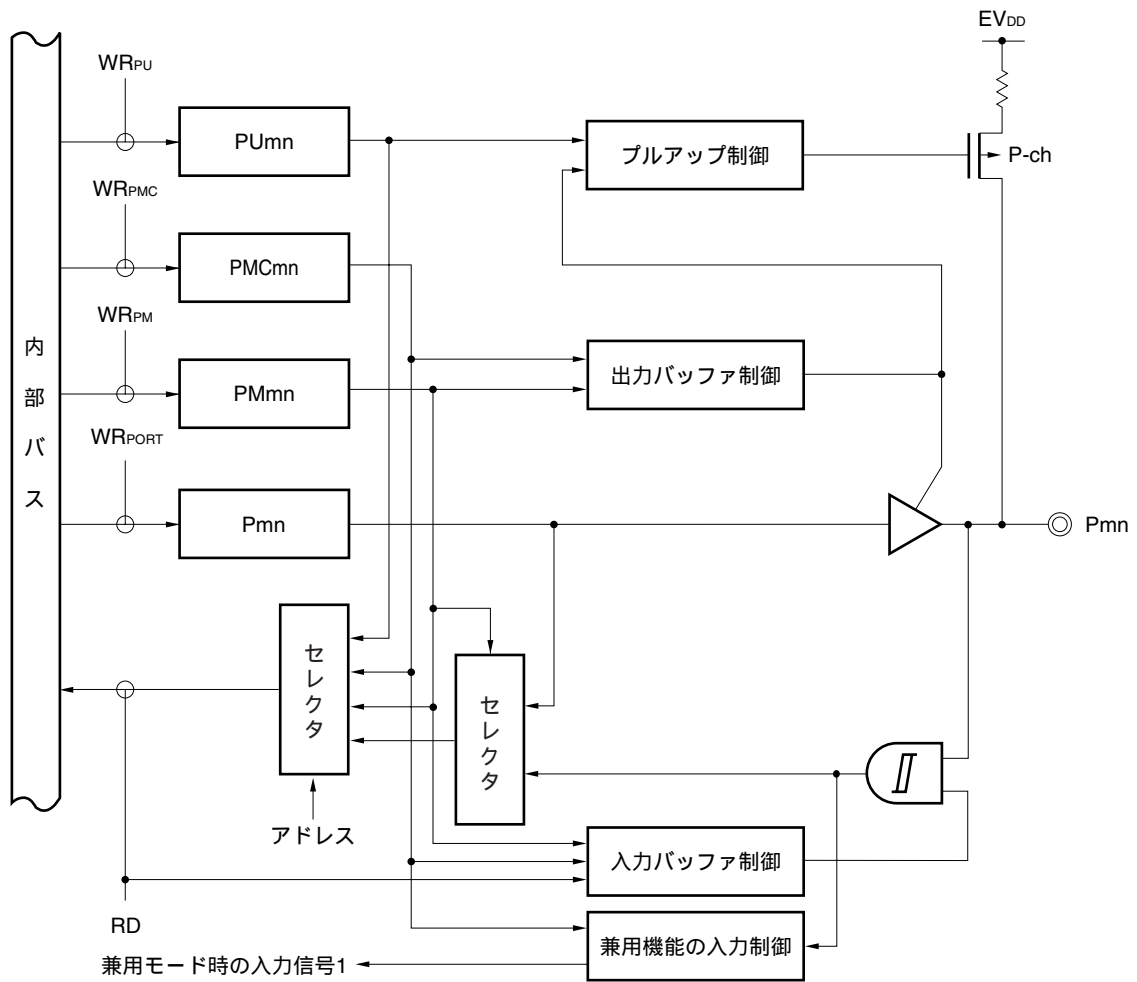 EVDD
WRPU
PUmn
プルアップ制御
P-ch
WRPMC
PMCmn
WRPM
内部バス
PMmn
出力バッファ制御
WRPORT
Pmn
Pmn
セレクタ
セレクタ
アドレス
入力バッファ制御
RD
兼用機能の入力制御
兼用モード時の入力信号1